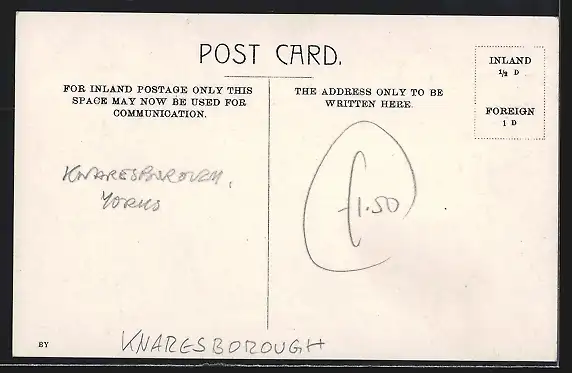 POST CARD.
FOR INLAND POSTAGE ONLY THIS
SPACE MAY NOW BE USED FOR
COMMUNICATION.
THE ADDRESS ONLY TO BE
WRITTEN HERE.
INLAND
½ D
FOREIGN
1 D
KNARESBOROUGH,
YORKS
£1.50
BY
KNARESBOROUGH